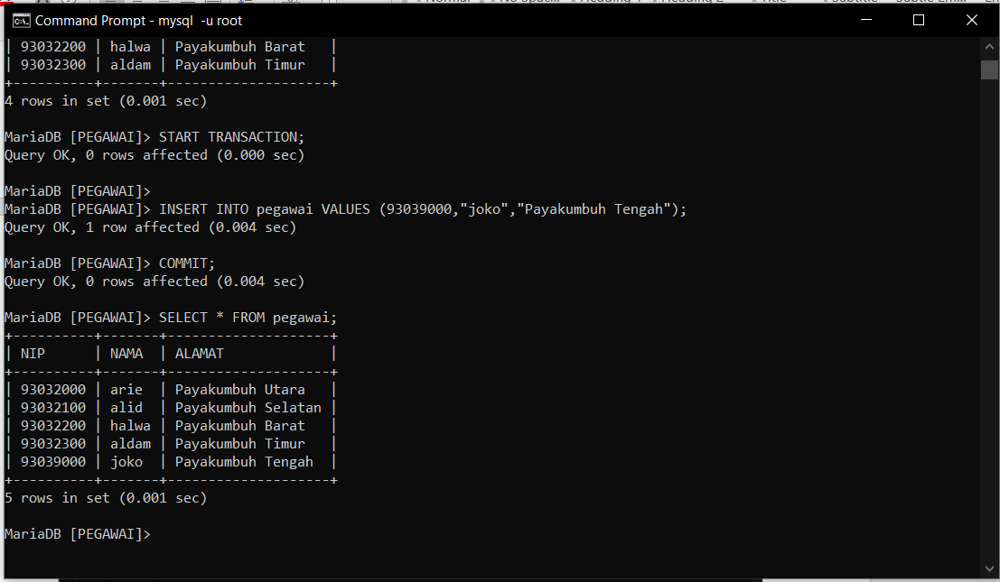 Command Prompt - mysql  -u root
| 93032200 | halwa | Payakumbuh Barat   |
| 93032300 | aldam | Payakumbuh Timur   |
+----------+-------+--------------------+
4 rows in set (0.001 sec)
MariaDB [PEGAWAI]> START TRANSACTION;
Query OK, 0 rows affected (0.000 sec)
MariaDB [PEGAWAI]>
MariaDB [PEGAWAI]> INSERT INTO pegawai VALUES (93039000,"joko","Payakumbuh Tengah");
Query OK, 1 row affected (0.004 sec)
MariaDB [PEGAWAI]> COMMIT;
Query OK, 0 rows affected (0.004 sec)
MariaDB [PEGAWAI]> SELECT * FROM pegawai;
+----------+-------+--------------------+
| NIP      | NAMA  | ALAMAT             |
+----------+-------+--------------------+
| 93032000 | arie  | Payakumbuh Utara   |
| 93032100 | alid  | Payakumbuh Selatan |
| 93032200 | halwa | Payakumbuh Barat   |
| 93032300 | aldam | Payakumbuh Timur   |
| 93039000 | joko  | Payakumbuh Tengah  |
+----------+-------+--------------------+
5 rows in set (0.001 sec)
MariaDB [PEGAWAI]>